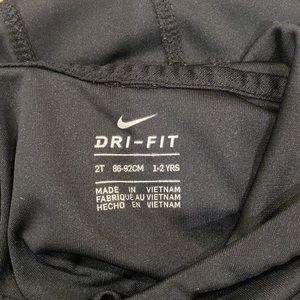 DRI-FIT
2T 86-92CM 1-2 YRS
MADE IN VIETNAM
FABRIQUÉ AU VIETNAM
HECHO EN VIETNAM